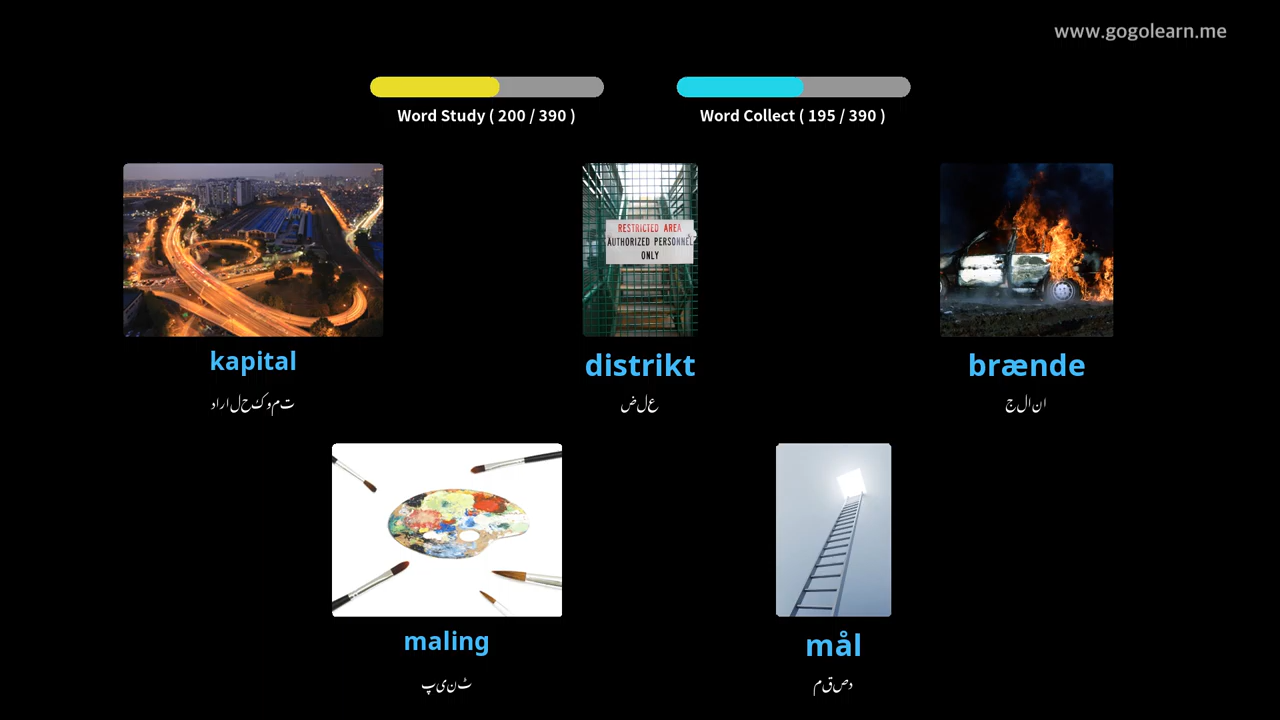 www.gogolearn.me
Word Study ( 200 / 390 )
Word Collect ( 195 / 390 )
RESTRICTED AREA
AUTHORIZED PERSONNEL
ONLY
kapital
دارالحکومت
distrikt
ضلع
brænde
جلانا
maling
پینٹ
mål
مقصد